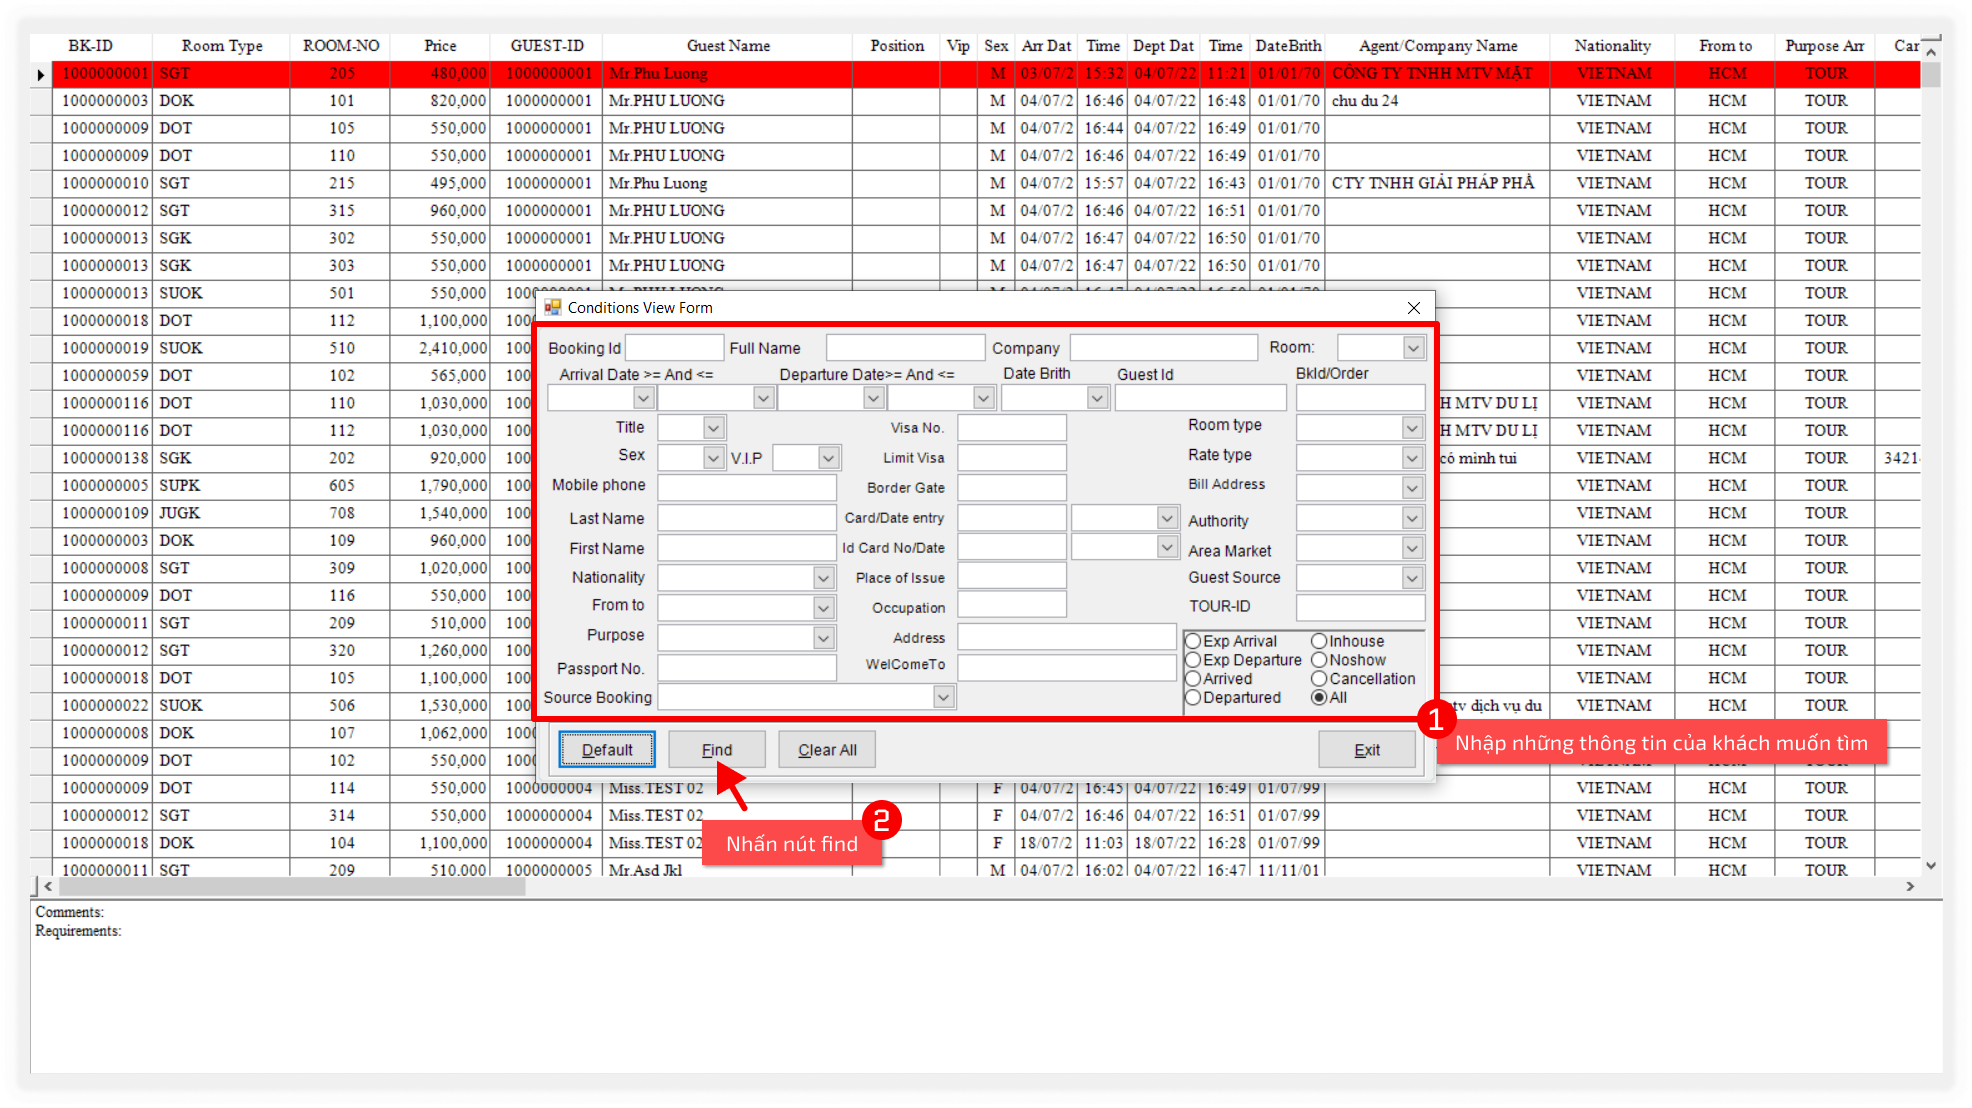 BK-ID Room Type ROOM-NO Price GUEST-ID Guest Name Position Vip Sex Arr Dat Time Dept Dat Time DateBrith Agent/Company Name Nationality From to Purpose Arr Car
1000000001 SGT 205 480,000 1000000001 Mr.Phu Luong M 03/07/2 15:32 04/07/22 11:21 01/01/70 CÔNG TY TNHH MTV MẶT VIETNAM HCM TOUR
1000000003 DOK 101 820,000 1000000001 Mr.PHU LUONG M 04/07/2 16:46 04/07/22 16:48 01/01/70 chu du 24 VIETNAM HCM TOUR
1000000009 DOT 105 550,000 1000000001 Mr.PHU LUONG M 04/07/2 16:44 04/07/22 16:49 01/01/70 VIETNAM HCM TOUR
1000000009 DOT 110 550,000 1000000001 Mr.PHU LUONG M 04/07/2 16:46 04/07/22 16:49 01/01/70 VIETNAM HCM TOUR
1000000010 SGT 215 495,000 1000000001 Mr.Phu Luong M 04/07/2 15:57 04/07/22 16:43 01/01/70 CTY TNHH GIẢI PHÁP PHẦ VIETNAM HCM TOUR
1000000012 SGT 315 960,000 1000000001 Mr.PHU LUONG M 04/07/2 16:46 04/07/22 16:51 01/01/70 VIETNAM HCM TOUR
1000000013 SGK 302 550,000 1000000001 Mr.PHU LUONG M 04/07/2 16:47 04/07/22 16:50 01/01/70 VIETNAM HCM TOUR
1000000013 SGK 303 550,000 1000000001 Mr.PHU LUONG M 04/07/2 16:47 04/07/22 16:50 01/01/70 VIETNAM HCM TOUR
1000000013 SUOK 501 550,000 100 VIETNAM HCM TOUR
1000000018 DOT 112 1,100,000 100 VIETNAM HCM TOUR
1000000019 SUOK 510 2,410,000 100 VIETNAM HCM TOUR
1000000059 DOT 102 565,000 100 VIETNAM HCM TOUR
1000000116 DOT 110 1,030,000 100 H MTV DU LỊ VIETNAM HCM TOUR
1000000116 DOT 112 1,030,000 100 H MTV DU LỊ VIETNAM HCM TOUR
1000000138 SGK 202 920,000 100 có minh tui VIETNAM HCM TOUR 3421
1000000005 SUPK 605 1,790,000 100 VIETNAM HCM TOUR
1000000109 JUGK 708 1,540,000 100 VIETNAM HCM TOUR
1000000003 DOK 109 960,000 100 VIETNAM HCM TOUR
1000000008 SGT 309 1,020,000 100 VIETNAM HCM TOUR
1000000009 DOT 116 550,000 100 VIETNAM HCM TOUR
1000000011 SGT 209 510,000 100 VIETNAM HCM TOUR
1000000012 SGT 320 1,260,000 100 VIETNAM HCM TOUR
1000000018 DOT 105 1,100,000 100 VIETNAM HCM TOUR
1000000022 SUOK 506 1,530,000 100 tv dịch vụ du VIETNAM HCM TOUR
1000000008 DOK 107 1,062,000 100
1000000009 DOT 102 550,000 100
1000000009 DOT 114 550,000 1000000004 Miss.TEST 02 F 04/07/2 16:45 04/07/22 16:49 01/07/99 VIETNAM HCM TOUR
1000000012 SGT 314 550,000 1000000004 Miss.TEST 02 F 04/07/2 16:46 04/07/22 16:51 01/07/99 VIETNAM HCM TOUR
1000000018 DOK 104 1,100,000 1000000004 Miss.TEST 02 F 18/07/2 11:03 18/07/22 16:28 01/07/99 VIETNAM HCM TOUR
1000000011 SGT 209 510,000 1000000005 Mr.Asd Jkl M 04/07/2 16:02 04/07/22 16:47 11/11/01 VIETNAM HCM TOUR
Conditions View Form
Booking Id Full Name Company Room:
Arrival Date >= And <= Departure Date>= And <= Date Brith Guest Id BkId/Order
Title Visa No. Room type
Sex V.I.P Limit Visa Rate type
Mobile phone Border Gate Bill Address
Last Name Card/Date entry Authority
First Name Id Card No/Date Area Market
Nationality Place of Issue Guest Source
From to Occupation TOUR-ID
Purpose Address
Passport No. WelComeTo
Source Booking
Exp Arrival Inhouse
Exp Departure Noshow
Arrived Cancellation
Departured All
Default Find Clear All Exit
1
Nhập những thông tin của khách muốn tìm
2
Nhấn nút find
Comments:
Requirements: